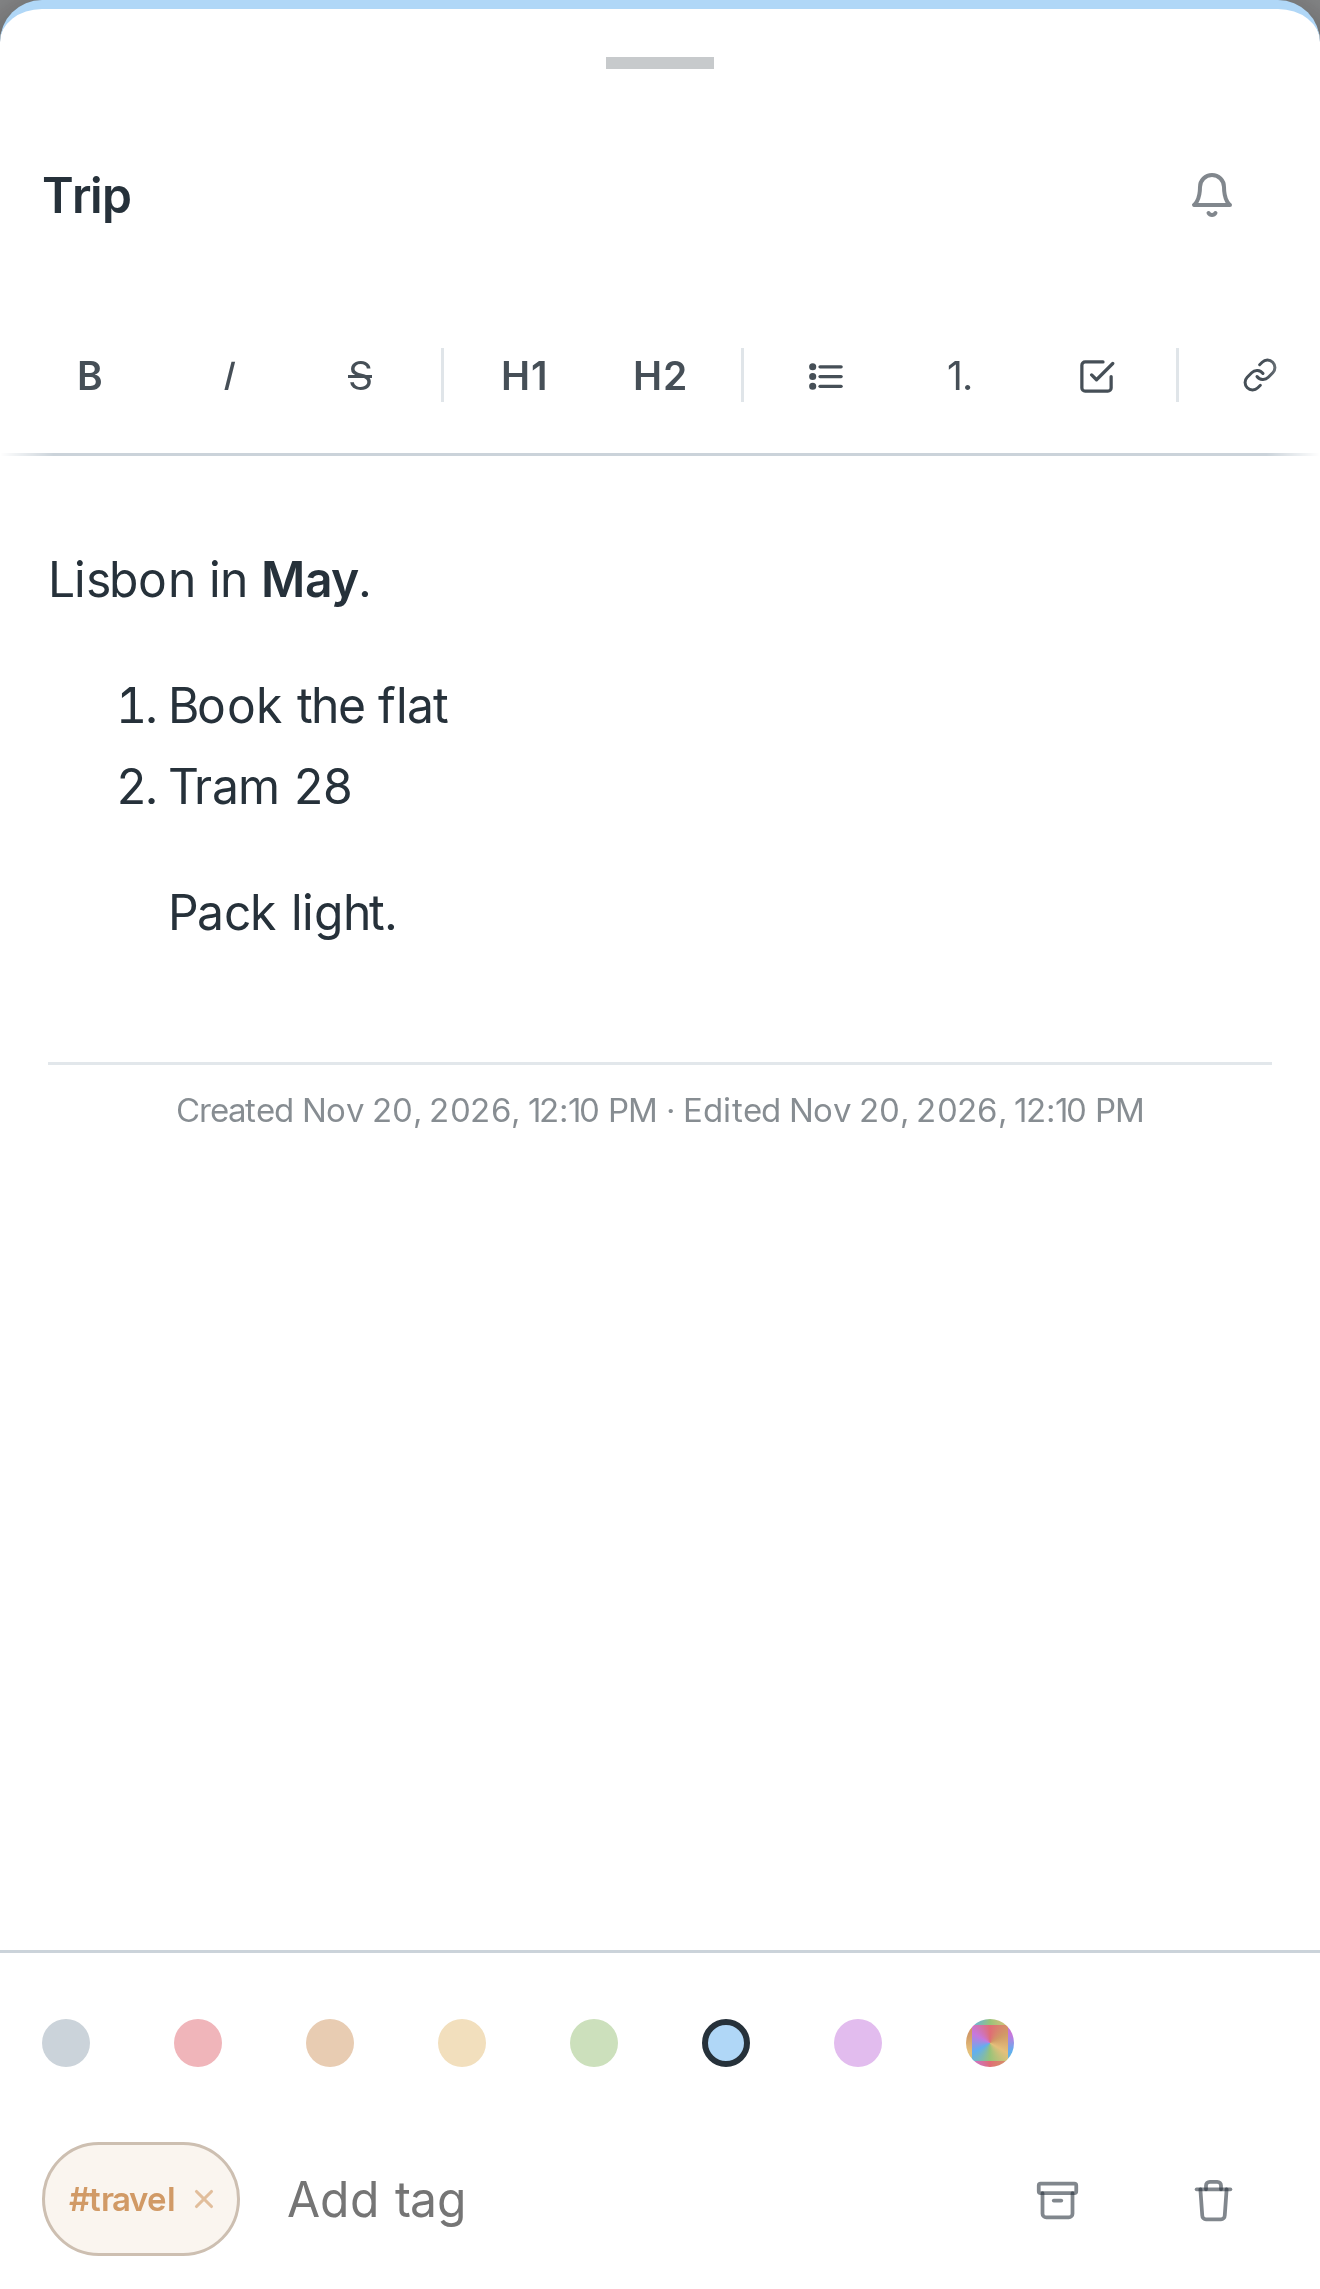 Trip
B I S H1 H2 1.
Lisbon in May.
1. Book the flat
2. Tram 28
Pack light.
Created Nov 20, 2026, 12:10 PM · Edited Nov 20, 2026, 12:10 PM
#travel × Add tag